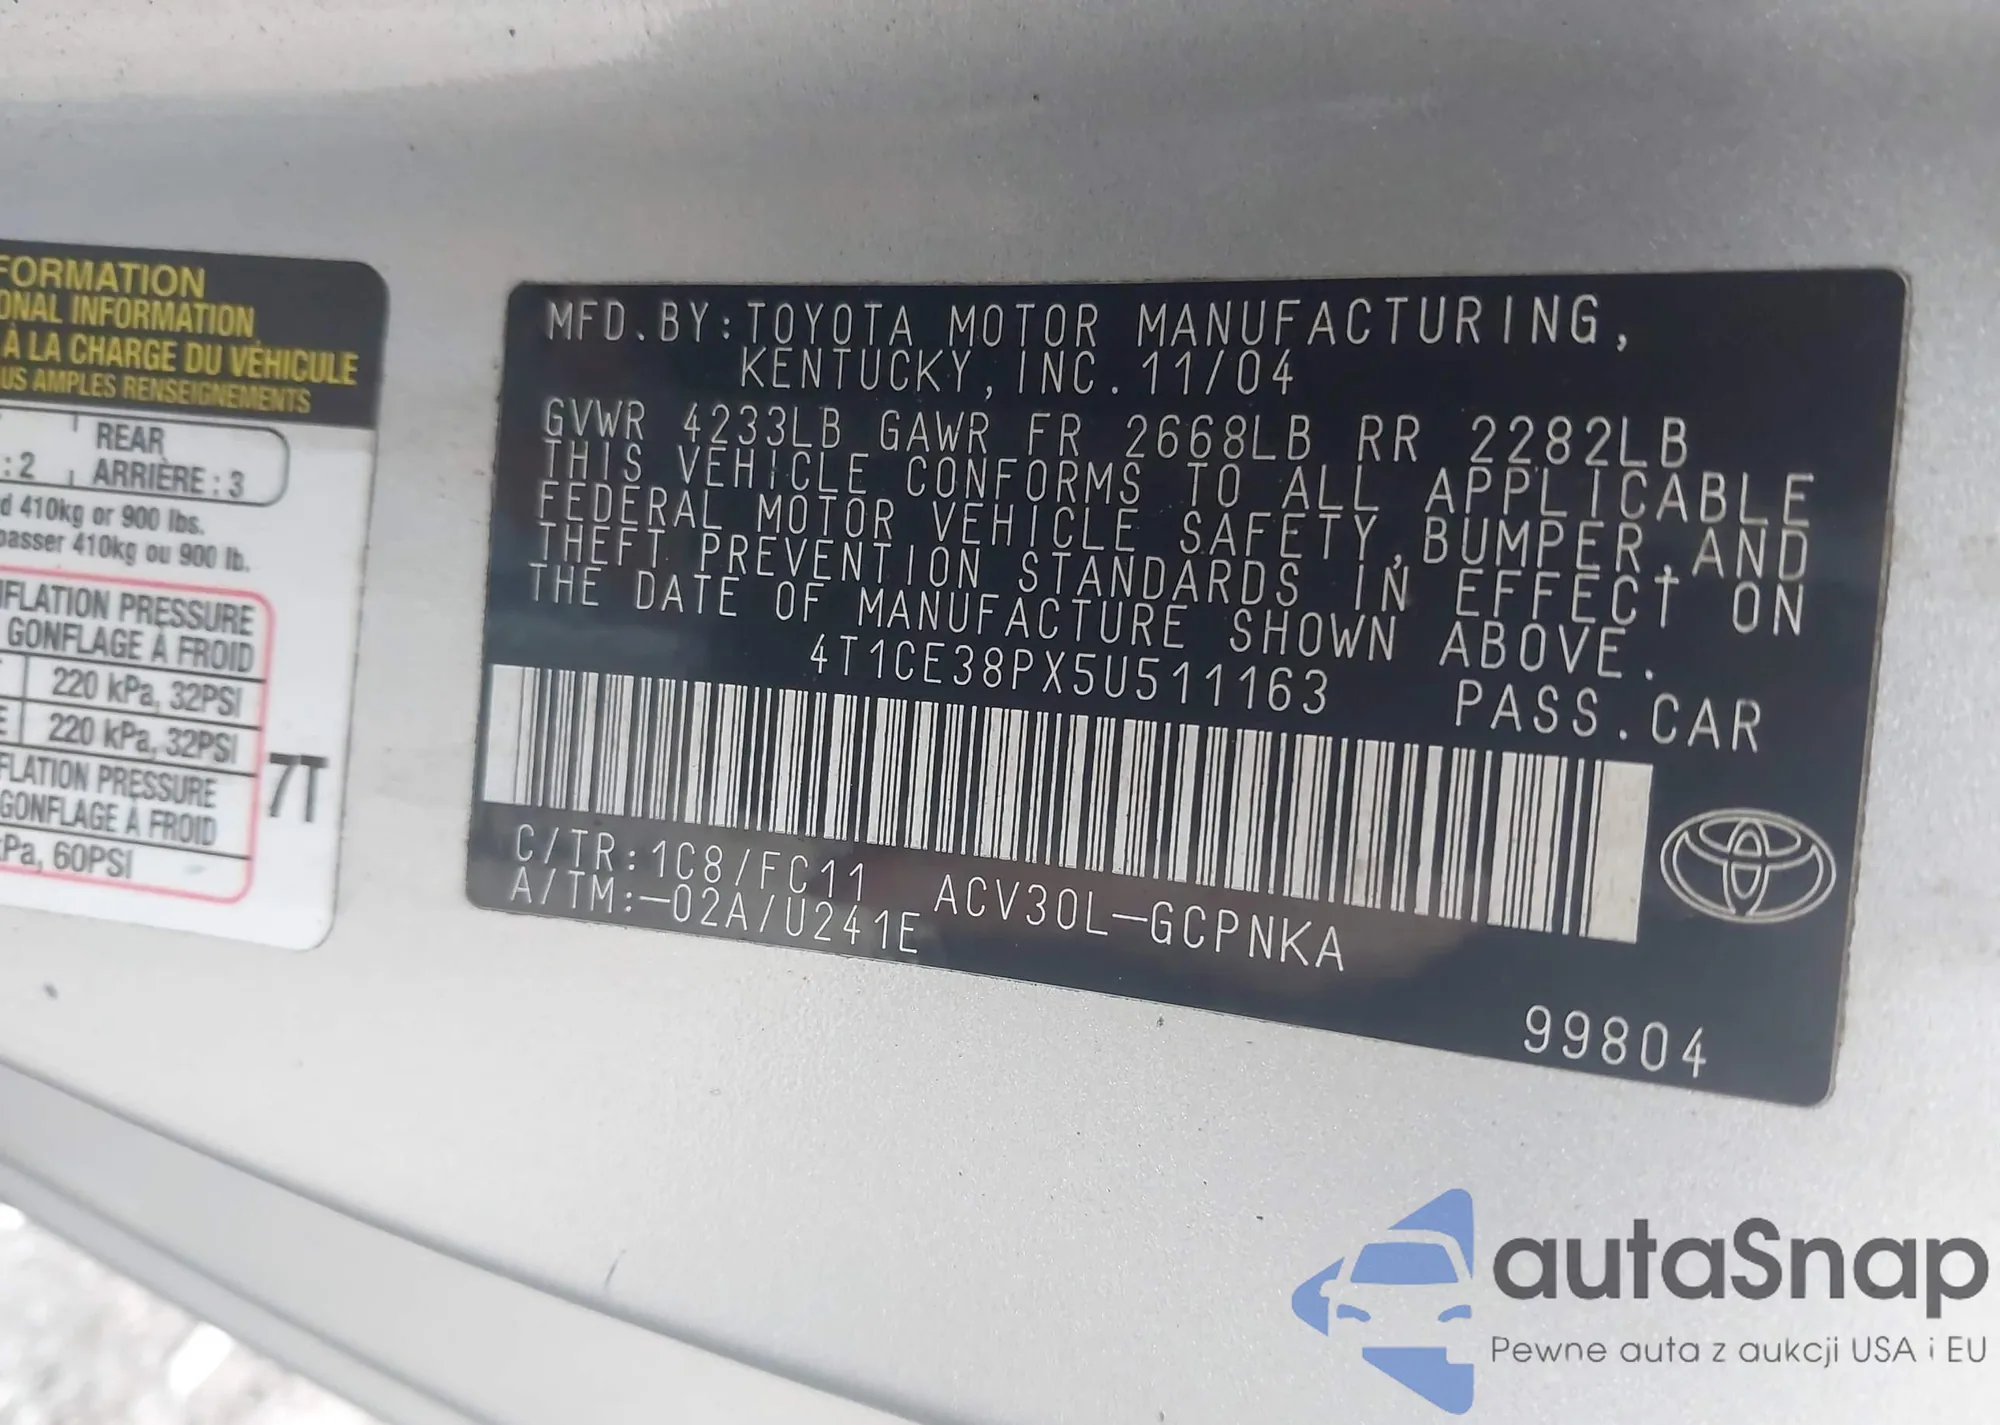 FORMATION
ONAL INFORMATION
À LA CHARGE DU VÉHICULE
US AMPLES RENSEIGNEMENTS
REAR
: 2 ARRIÈRE : 3
d 410kg or 900 lbs.
passer 410kg ou 900 lb.
FLATION PRESSURE
GONFLAGE À FROID
220 kPa, 32PSI
220 kPa, 32PSI
FLATION PRESSURE
GONFLAGE À FROID
kPa, 60PSI
7T
MFD. BY: TOYOTA MOTOR MANUFACTURING,
KENTUCKY, INC. 11/04
GVWR 4233LB GAWR FR 2668LB RR 2282LB
THIS VEHICLE CONFORMS TO ALL APPLICABLE
FEDERAL MOTOR VEHICLE SAFETY, BUMPER, AND
THEFT PREVENTION STANDARDS IN EFFECT ON
THE DATE OF MANUFACTURE SHOWN ABOVE.
4T1CE38PX5U511163 PASS. CAR
C/TR: 1C8/FC11 ACV30L-GCPNKA
A/TM:-02A/U241E
99804
autaSnap
Pewne auta z aukcji USA i EU